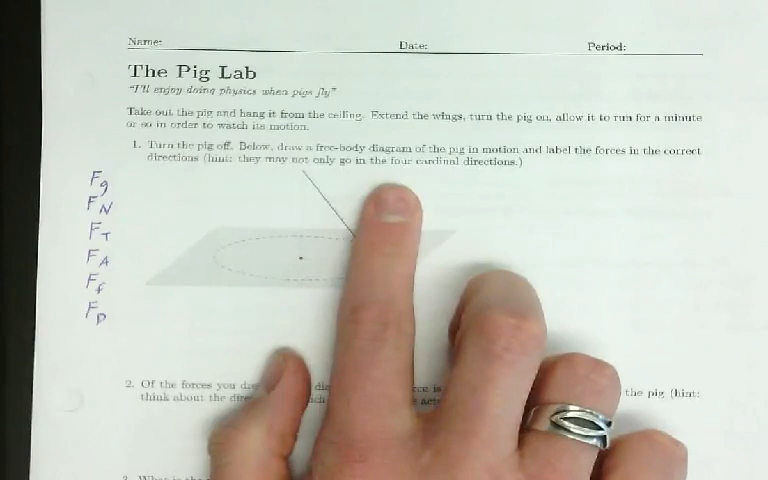 Name: Date: Period:
The Pig Lab
"I'll enjoy doing physics when pigs fly"
Take out the pig and hang it from the ceiling. Extend the wings, turn the pig on, allow it to run for a minute
or so in order to watch its motion.
1. Turn the pig off. Below, draw a free-body diagram of the pig in motion and label the forces in the correct
directions (hint: they may not only go in the four cardinal directions.)
Fg
FN
FT
FA
Ff
FD
2. Of the forces you the pig (hint:
think about the
3. What is the